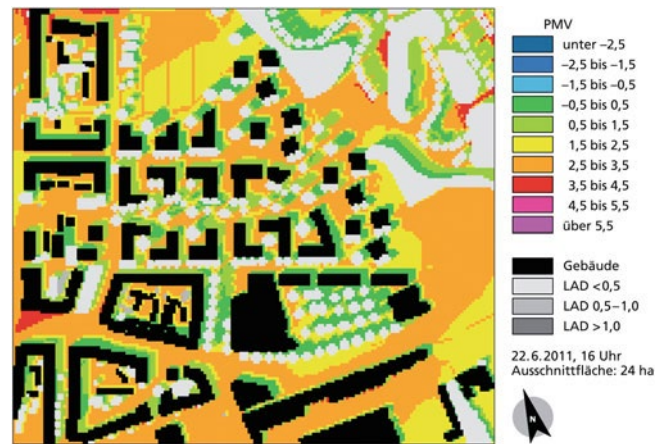 PMV
unter –2,5
–2,5 bis –1,5
–1,5 bis –0,5
–0,5 bis 0,5
0,5 bis 1,5
1,5 bis 2,5
2,5 bis 3,5
3,5 bis 4,5
4,5 bis 5,5
über 5,5
Gebäude
LAD <0,5
LAD 0,5–1,0
LAD >1,0
22.6.2011, 16 Uhr
Ausschnittfläche: 24 ha
N